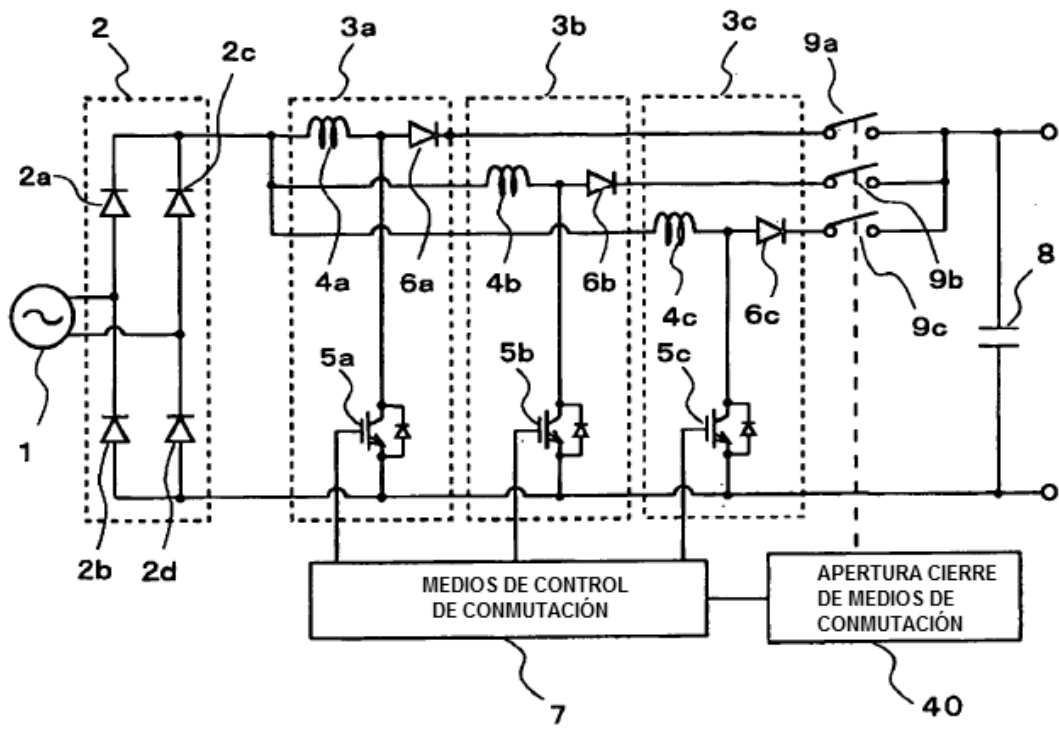 2
2c
3a
3b
3c
9a
2a
4a
6a
4b
6b
4c
6c
9b
9c
8
5a
5b
5c
1
2b
2d
MEDIOS DE CONTROL
DE CONMUTACIÓN
APERTURA CIERRE
DE MEDIOS DE
CONMUTACIÓN
7
40